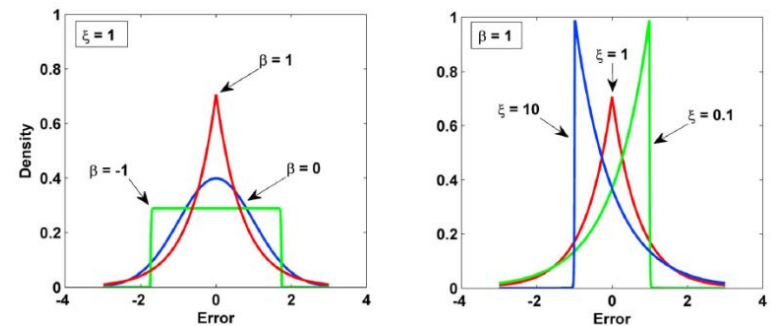 ξ = 1
β = 1
β = -1
β = 0
Density
1
0.8
0.6
0.4
0.2
0
-4 -2 0 2 4
Error
β = 1
ξ = 1
ξ = 10
ξ = 0.1
1
0.8
0.6
0.4
0.2
0
-4 -2 0 2 4
Error